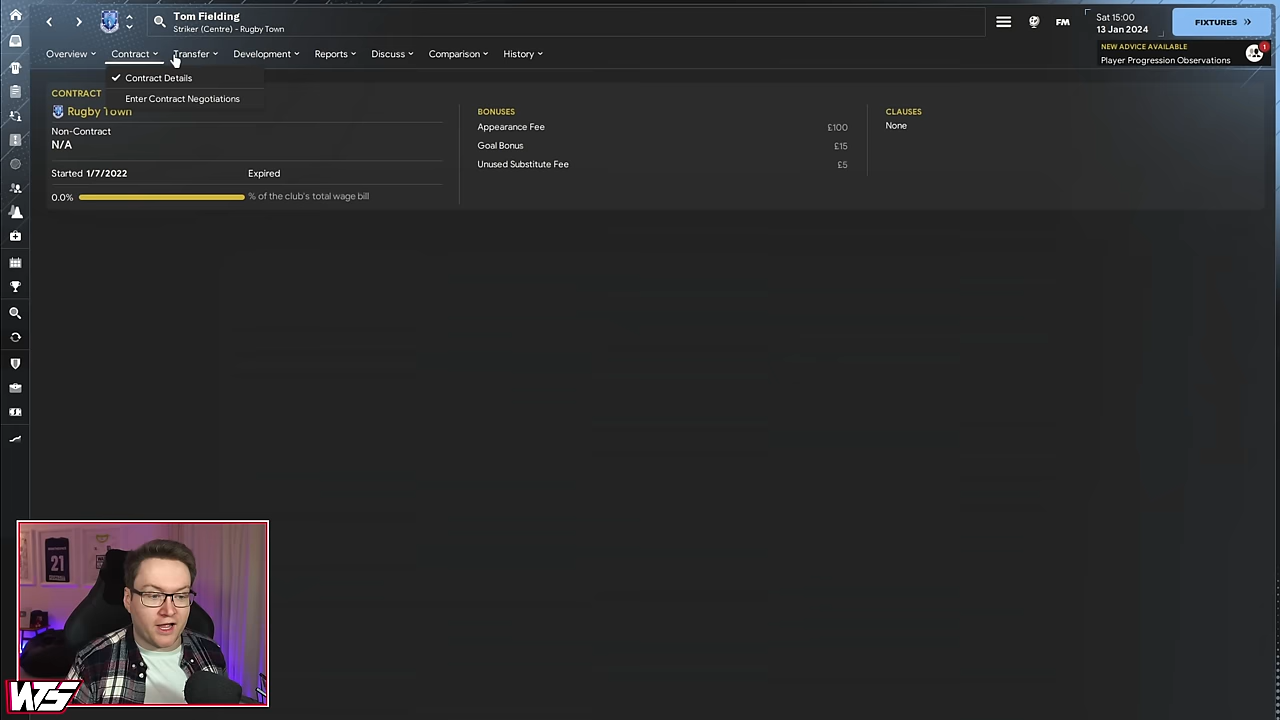 Tom Fielding
Striker (Centre) - Rugby Town
FM
Sat 15:00
13 Jan 2024
FIXTURES
Overview
Contract
Transfer
Development
Reports
Discuss
Comparison
History
NEW ADVICE AVAILABLE
Player Progression Observations
1
Contract Details
Enter Contract Negotiations
CONTRACT
Rugby Town
Non-Contract
N/A
Started 1/7/2022
Expired
0.0%
% of the club's total wage bill
BONUSES
Appearance Fee
£100
Goal Bonus
£15
Unused Substitute Fee
£5
CLAUSES
None
21
WTS